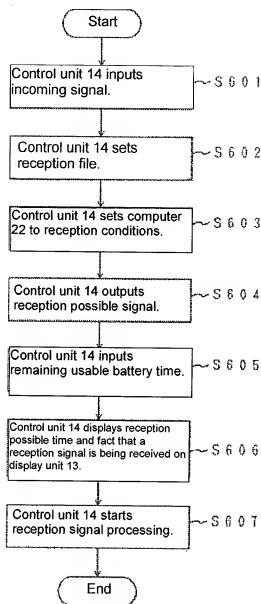 Start
Control unit 14 inputs
incoming signal.
S601
Control unit 14 sets
reception file.
S602
Control unit 14 sets computer
22 to reception conditions.
S603
Control unit 14 outputs
reception possible signal.
S604
Control unit 14 inputs
remaining usable battery time.
S605
Control unit 14 displays reception
possible time and fact that a
reception signal is being received on
display unit 13.
S606
Control unit 14 starts
reception signal processing.
S607
End